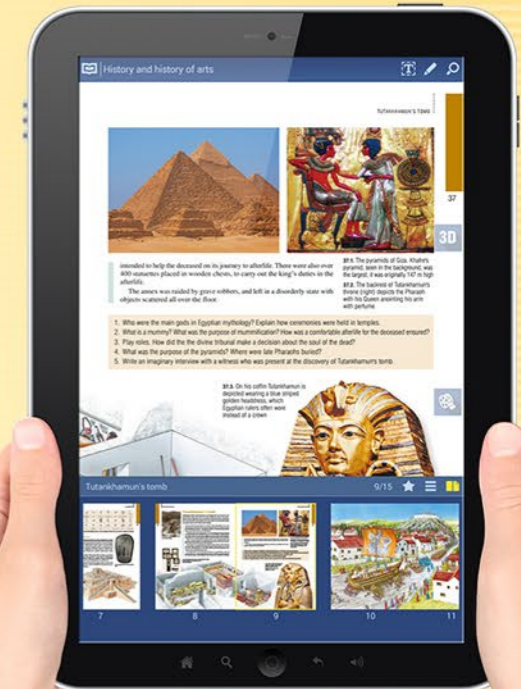 History and history of arts
TUTANKHAMUN'S TOMB
37
3D
intended to help the deceased on its journey to afterlife. There were also over
400 statuettes placed in wooden chests, to carry out the king's duties in the
afterlife.
The annex was raided by grave robbers, and left in a disorderly state with
objects scattered all over the floor.
37.1. The pyramids of Giza. Khafre's
pyramid, seen in the background, was
the largest, it was originally 147 m high
37.2. The backrest of Tutankhamun's
throne (right) depicts the Pharaoh
with his Queen anointing his arm
with perfume
1. Who were the main gods in Egyptian mythology? Explain how ceremonies were held in temples.
2. What is a mummy? What was the purpose of mummification? How was a comfortable afterlife for the deceased ensured?
3. Play roles. How did the the divine tribunal make a decision about the soul of the dead?
4. What was the purpose of the pyramids? Where were late Pharaohs buried?
5. Write an imaginary interview with a witness who was present at the discovery of Tutankhamun's tomb.
37.3. On his coffin Tutankhamun is
depicted wearing a blue striped
golden headdress, which
Egyptian rulers often wore
instead of a crown
Tutankhamun's tomb
9/15
7
8
9
10
11